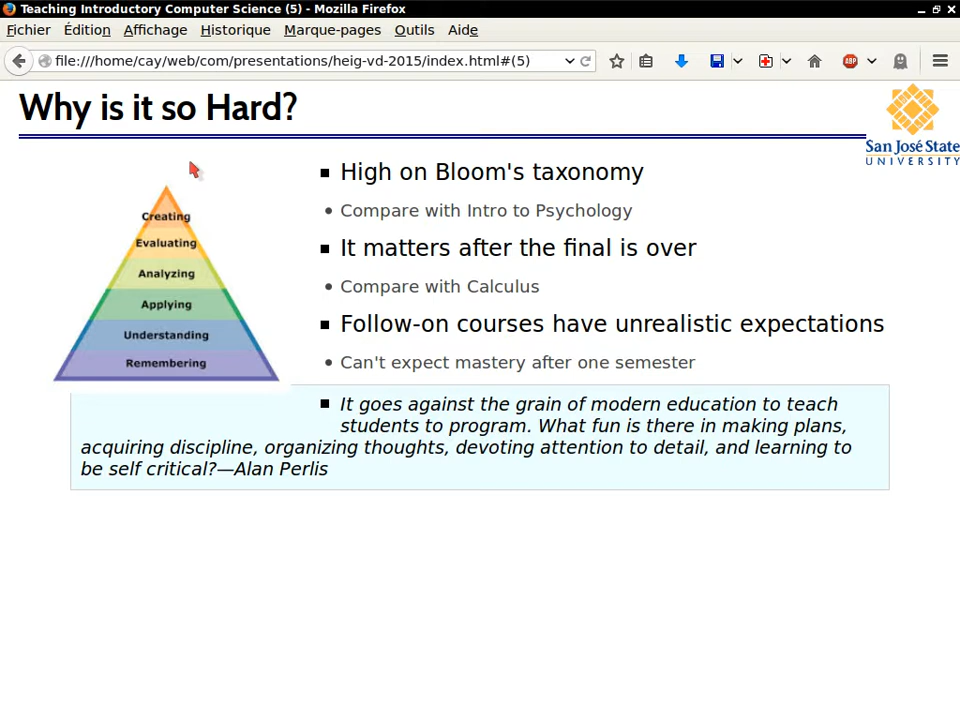 Teaching Introductory Computer Science (5) - Mozilla Firefox
Fichier Édition Affichage Historique Marque-pages Outils Aide
file:///home/cay/web/com/presentations/heig-vd-2015/index.html#(5)
ABP
Why is it so Hard?
San José State
UNIVERSITY
Creating
Evaluating
Analyzing
Applying
Understanding
Remembering
High on Bloom's taxonomy
Compare with Intro to Psychology
It matters after the final is over
Compare with Calculus
Follow-on courses have unrealistic expectations
Can't expect mastery after one semester
It goes against the grain of modern education to teach
students to program. What fun is there in making plans,
acquiring discipline, organizing thoughts, devoting attention to detail, and learning to
be self critical?—Alan Perlis